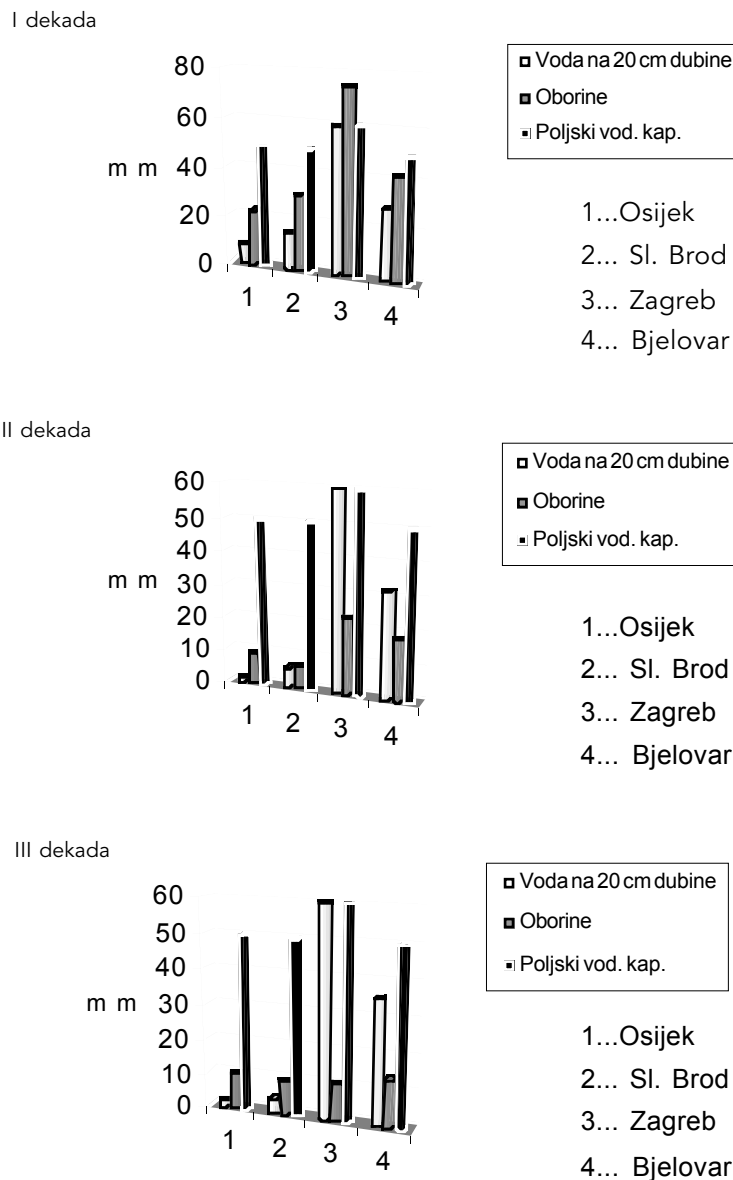 I dekada
80
60
m m 40
20
0
1 2 3 4
Voda na 20 cm dubine
Oborine
Poljski vod. kap.
1...Osijek
2... Sl. Brod
3... Zagreb
4... Bjelovar
II dekada
60
50
40
m m 30
20
10
0
1 2 3 4
Voda na 20 cm dubine
Oborine
Poljski vod. kap.
1...Osijek
2... Sl. Brod
3... Zagreb
4... Bjelovar
III dekada
60
50
40
m m 30
20
10
0
1 2 3 4
Voda na 20 cm dubine
Oborine
Poljski vod. kap.
1...Osijek
2... Sl. Brod
3... Zagreb
4... Bjelovar